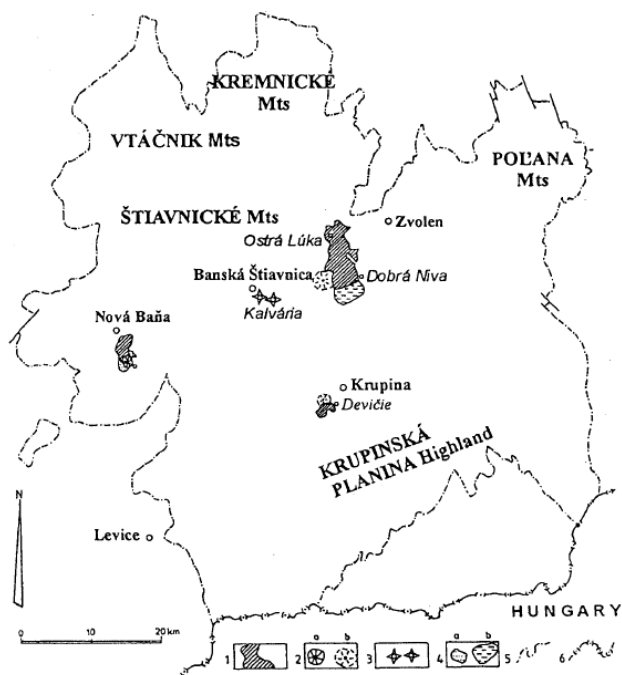 KREMNICKÉ
Mts
VTÁČNIK Mts
POĽANA
Mts
ŠTIAVNICKÉ Mts
Zvolen
Ostrá Lúka
Banská Štiavnica
Dobrá Niva
Kalvária
Nová Baňa
Krupina
Devičie
KRUPINSKÁ
PLANINA Highland
N
Levice
HUNGARY
0 10 20 km
a b a b
1 2 3 4 5 6